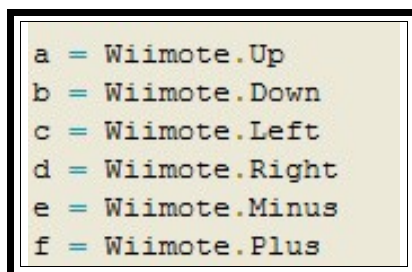 a = Wiimote.Up
b = Wiimote.Down
c = Wiimote.Left
d = Wiimote.Right
e = Wiimote.Minus
f = Wiimote.Plus